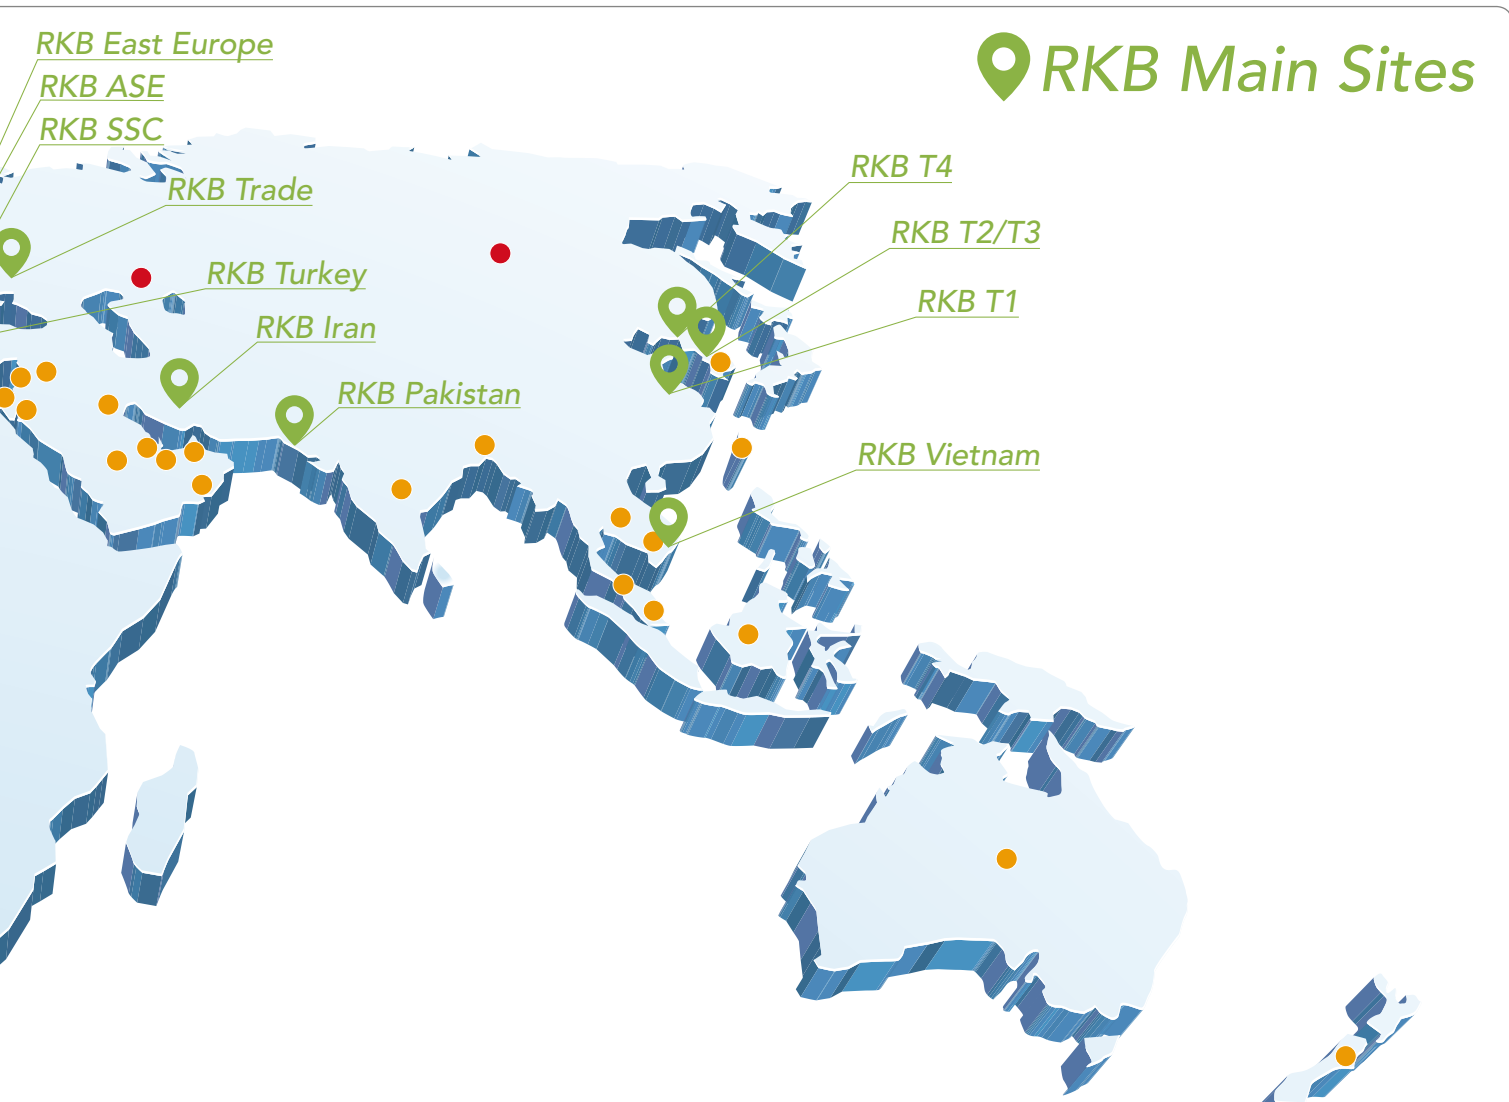 RKB East Europe
RKB ASE
RKB SSC
RKB Trade
RKB Turkey
RKB Iran
RKB Pakistan
RKB Main Sites
RKB T4
RKB T2/T3
RKB T1
RKB Vietnam